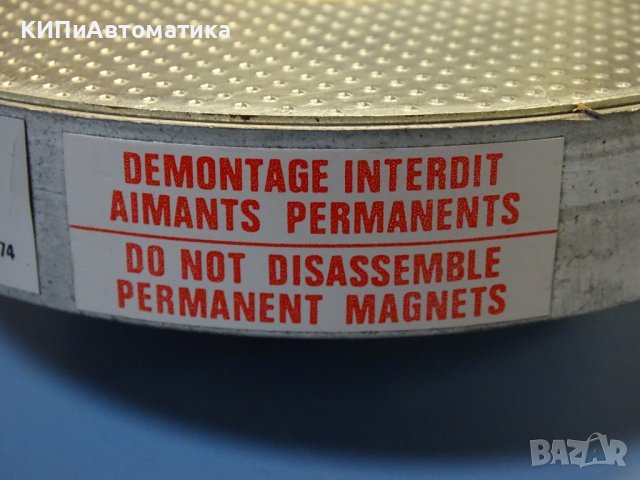 КИПиАвтоматика
DEMONTAGE INTERDIT
AIMANTS PERMANENTS
DO NOT DISASSEMBLE
PERMANENT MAGNETS
74
BAZAR